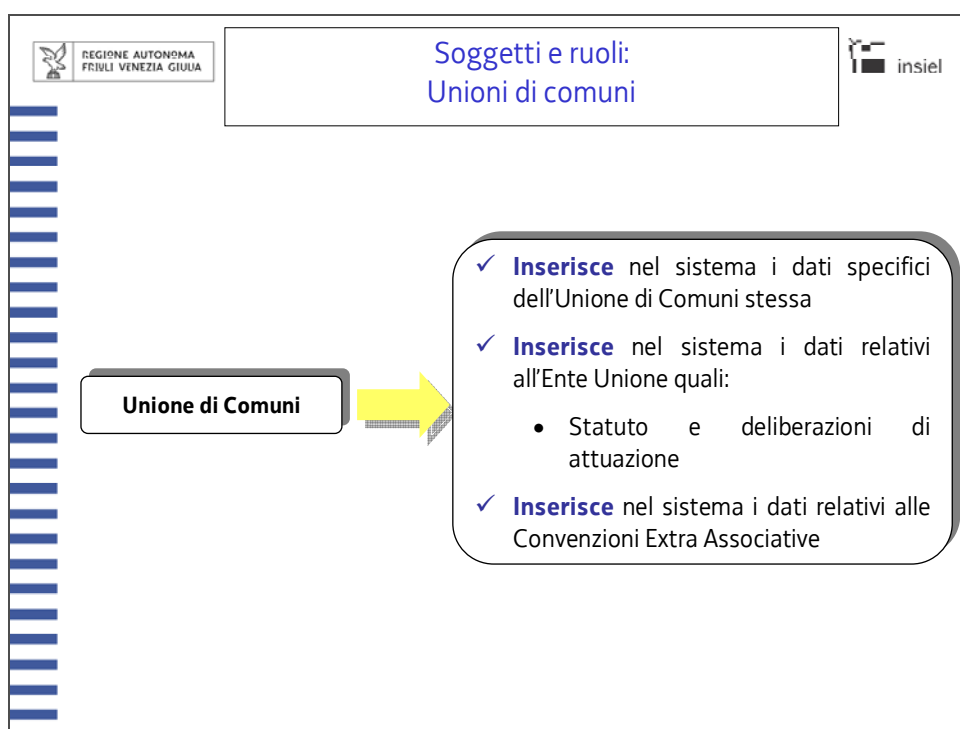 REGIONE AUTONOMA
FRIULI VENEZIA GIULIA
Soggetti e ruoli:
Unioni di comuni
insiel
Unione di Comuni
✓ Inserisce nel sistema i dati specifici
dell'Unione di Comuni stessa
✓ Inserisce nel sistema i dati relativi
all'Ente Unione quali:
• Statuto e deliberazioni di
attuazione
✓ Inserisce nel sistema i dati relativi alle
Convenzioni Extra Associative